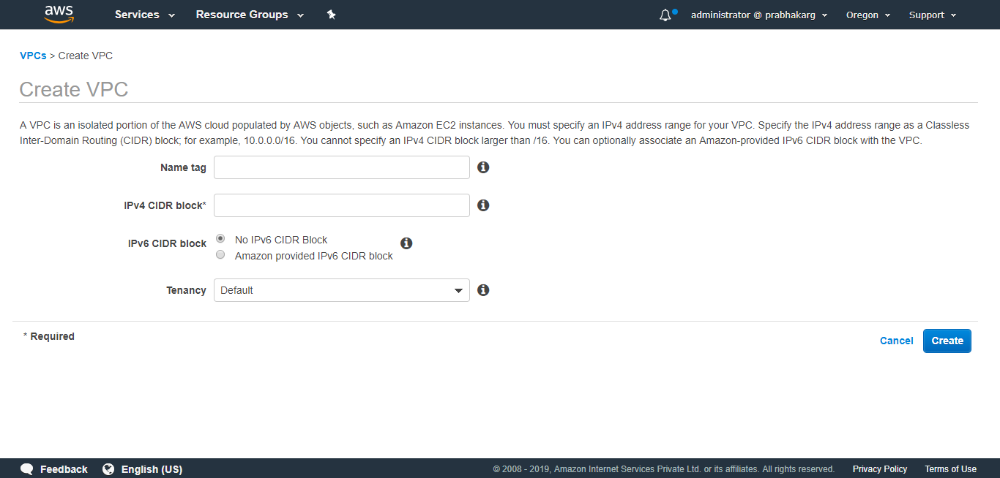 aws Services Resource Groups administrator @ prabhakarg Oregon Support
VPCs > Create VPC
Create VPC
A VPC is an isolated portion of the AWS cloud populated by AWS objects, such as Amazon EC2 instances. You must specify an IPv4 address range for your VPC. Specify the IPv4 address range as a Classless
Inter-Domain Routing (CIDR) block; for example, 10.0.0.0/16. You cannot specify an IPv4 CIDR block larger than /16. You can optionally associate an Amazon-provided IPv6 CIDR block with the VPC.
Name tag
IPv4 CIDR block*
IPv6 CIDR block
No IPv6 CIDR Block
Amazon provided IPv6 CIDR block
Tenancy Default
* Required
Cancel Create
Feedback English (US) © 2008 - 2019, Amazon Internet Services Private Ltd. or its affiliates. All rights reserved. Privacy Policy Terms of Use